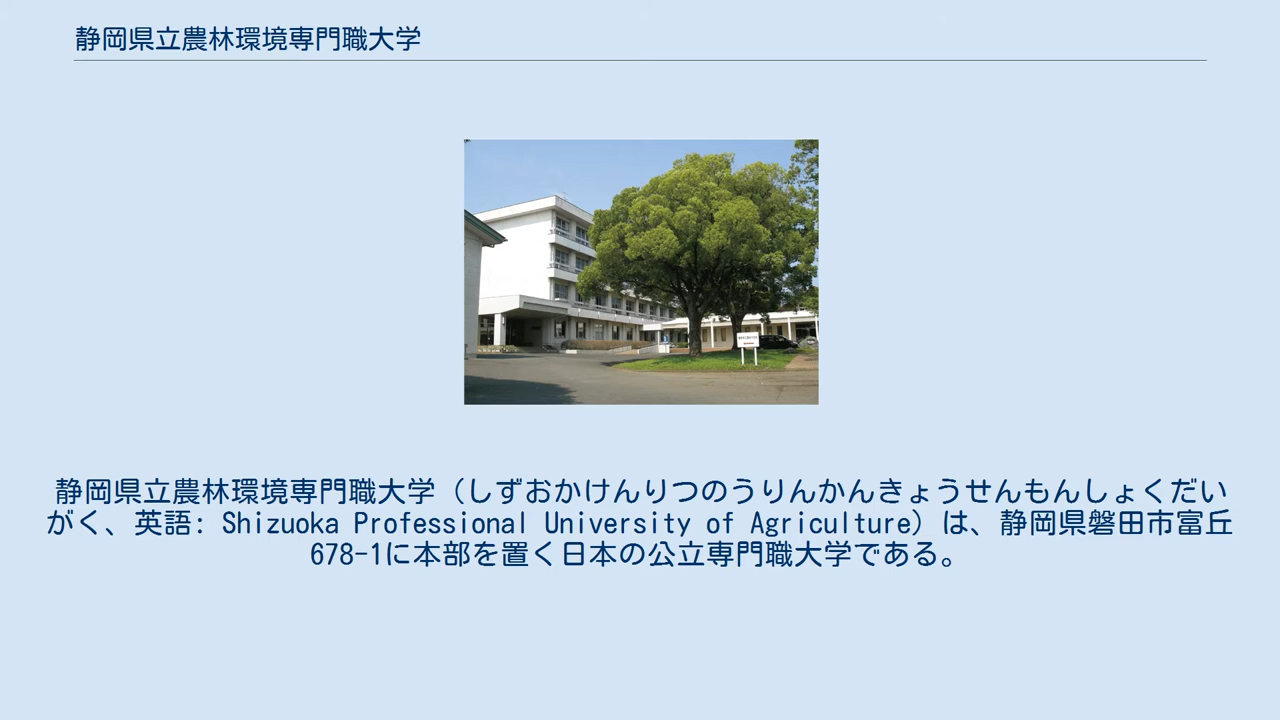 静岡県立農林環境専門職大学
静岡県立農林環境専門職大学（しずおかけんりつのうりんかんきょうせんもんしょくだい
がく、英語: Shizuoka Professional University of Agriculture）は、静岡県磐田市富丘
678-1に本部を置く日本の公立専門職大学である。